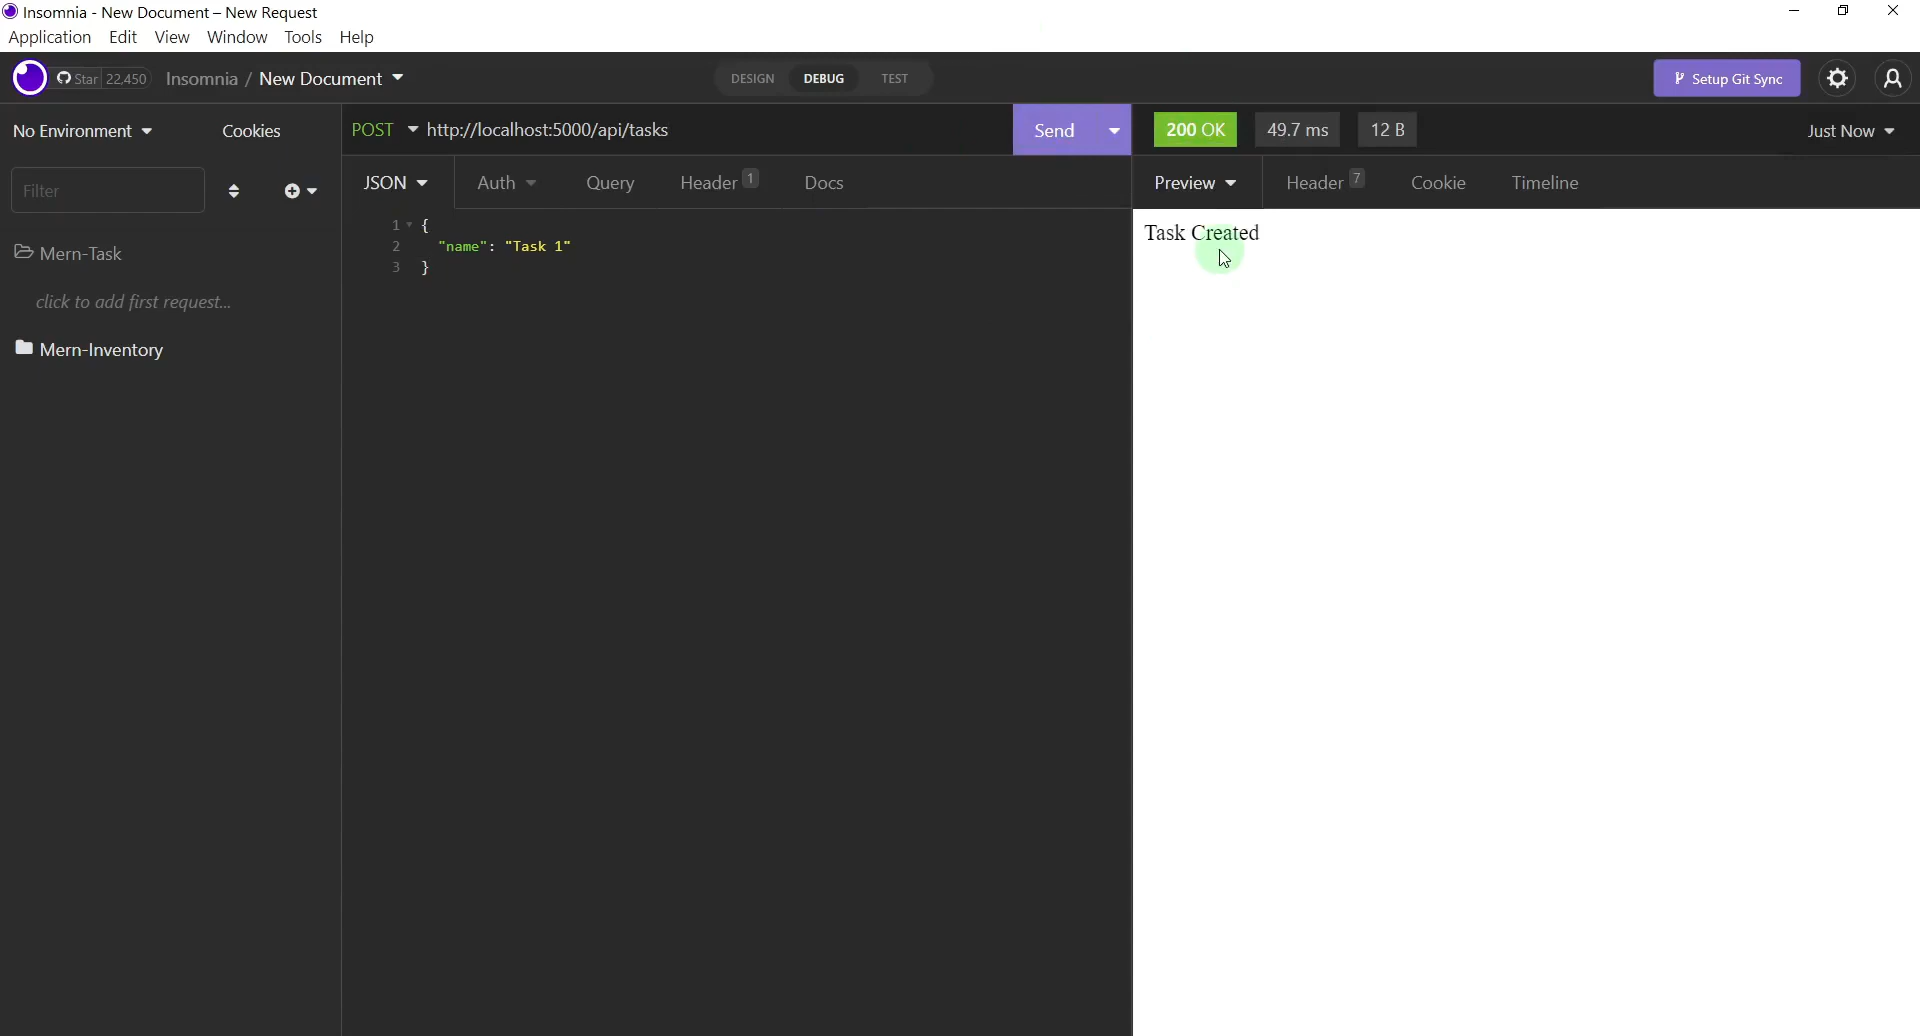 Insomnia - New Document – New Request
Application Edit View Window Tools Help
Star 22,450 Insomnia / New Document DESIGN DEBUG TEST Setup Git Sync
No Environment Cookies POST http://localhost:5000/api/tasks Send 200 OK 49.7 ms 12 B Just Now
Filter JSON Auth Query Header 1 Docs Preview Header 7 Cookie Timeline
1 {
2 "name": "Task 1"
3 }
Task Created
Mern-Task
click to add first request...
Mern-Inventory